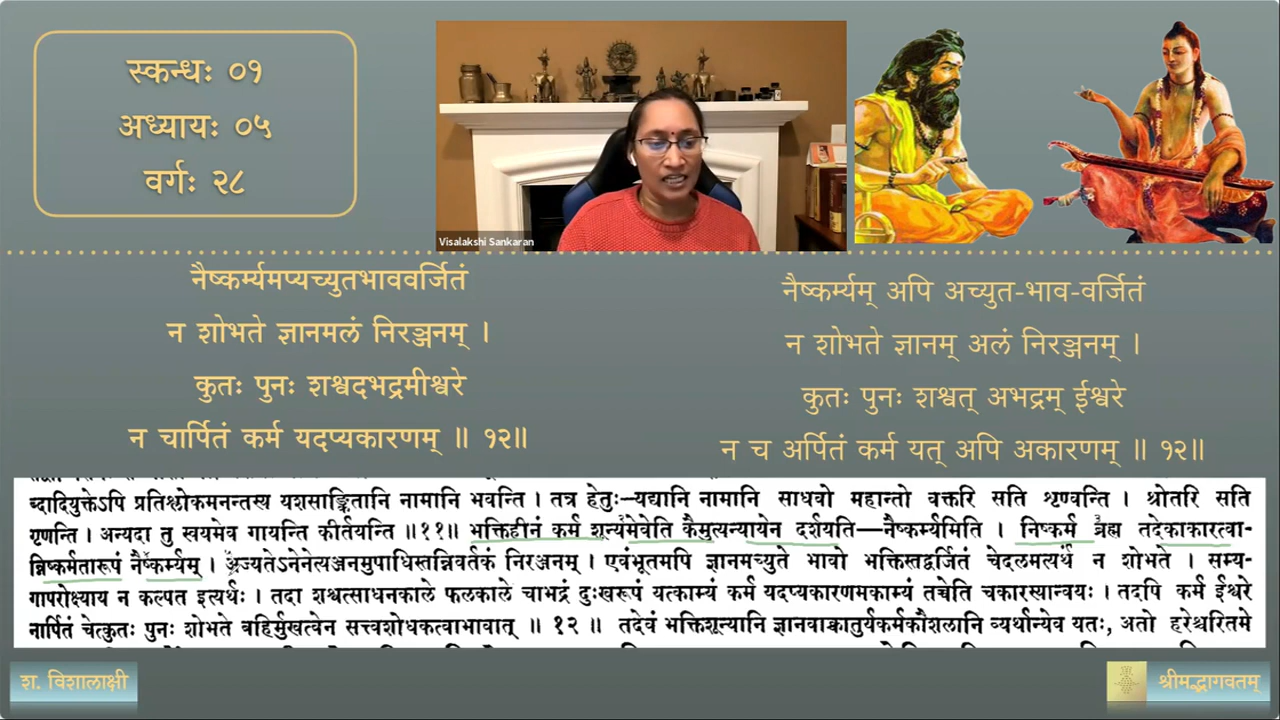 स्कन्धः ०१
अध्यायः ०५
वर्गः २८
Visalakshi Sankaran
नैष्कर्म्यमप्यच्युतभाववर्जितं
न शोभते ज्ञानमलं निरञ्जनम् ।
कुतः पुनः शश्वदभद्रमीश्वरे
न चार्पितं कर्म यदप्यकारणम् ॥ १२॥
नैष्कर्म्यम् अपि अच्युत-भाव-वर्जितं
न शोभते ज्ञानम् अलं निरञ्जनम् ।
कुतः पुनः शश्वत् अभद्रम् ईश्वरे
न च अर्पितं कर्म यत् अपि अकारणम् ॥ १२॥
ब्दादियुक्तेऽपि प्रतिश्लोकमनन्तस्य यशसाङ्कितानि नामानि भवन्ति । तत्र हेतुः—यद्यानि नामानि साधवो महान्तो वक्तरि सति शृण्वन्ति । श्रोतरि सति
गृणन्ति । अन्यदा तु स्वयमेव गायन्ति कीर्तयन्ति ॥११॥ भक्तिहीनं कर्म शून्यमेवेति कैमुत्यन्यायेन दर्शयति—नैष्कर्म्यमिति । निष्कर्म ब्रह्म तदेकाकारत्वा-
न्निष्कर्मतारूपं नैष्कर्म्यम् । अज्यतेऽनेनेत्यञ्जनमुपाधिस्तन्निवर्तकं निरञ्जनम् । एवंभूतमपि ज्ञानमच्युते भावो भक्तिस्तद्वर्जितं चेदलमत्यर्थं न शोभते । सम्य-
गापरोक्ष्याय न कल्पत इत्यर्थः । तदा शश्वत्साधनकाले फलकाले चाभद्रं दुःखरूपं यत्काम्यं कर्म यदप्यकारणमकाम्यं तच्चेति चकारस्यान्वयः । तदपि कर्म ईश्वरे
नार्पितं चेत्कुतः पुनः शोभते बहिर्मुखत्वेन सत्त्वशोधकत्वाभावात् ॥ १२ ॥ तदेवं भक्तिशून्यानि ज्ञानवाक्चातुर्यकर्मकौशलानि व्यर्थान्येव यतः, अतो हरेश्चरितमे
श. विशालाक्षी
श्रीमद्भागवतम्